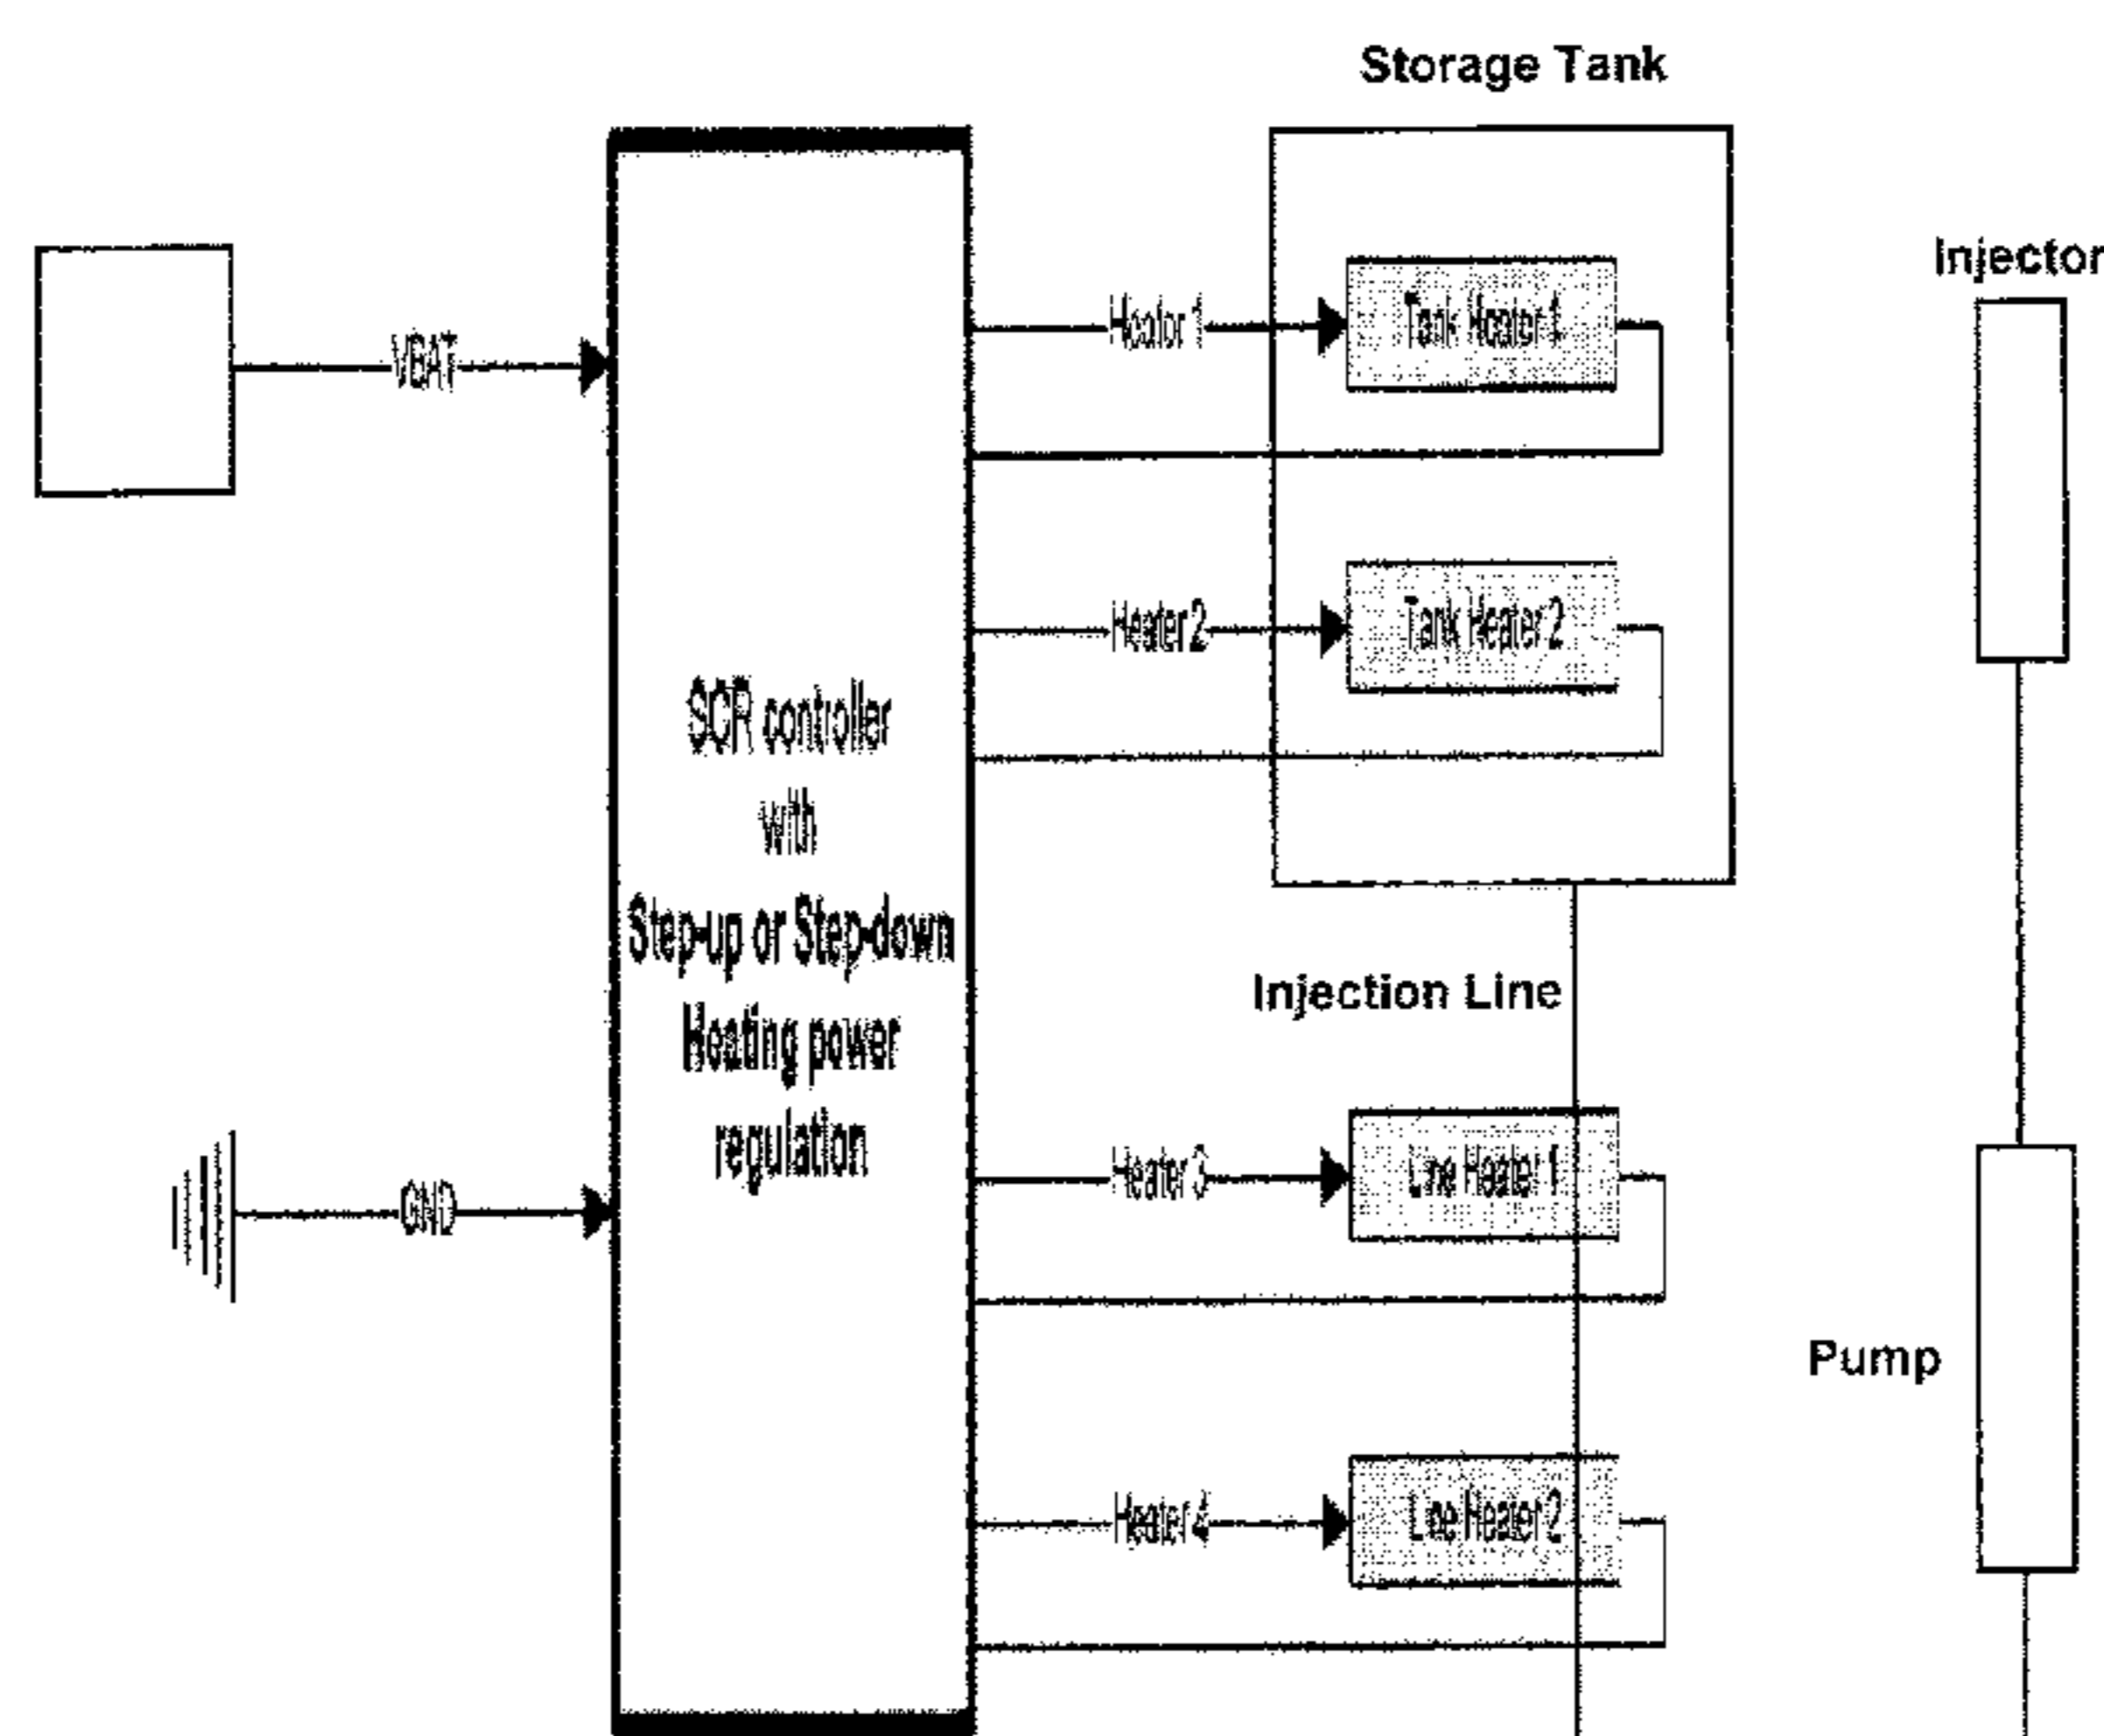 Storage Tank
Injector
Heater 1
Tank Heater 1
VBAT
Heater 2
Tank Heater 2
SCR controller
with
Step-up or Step-down
Heating power
regulation
Injection Line
Heater 3
Line Heater 1
GND
Pump
Heater 4
Line Heater 2